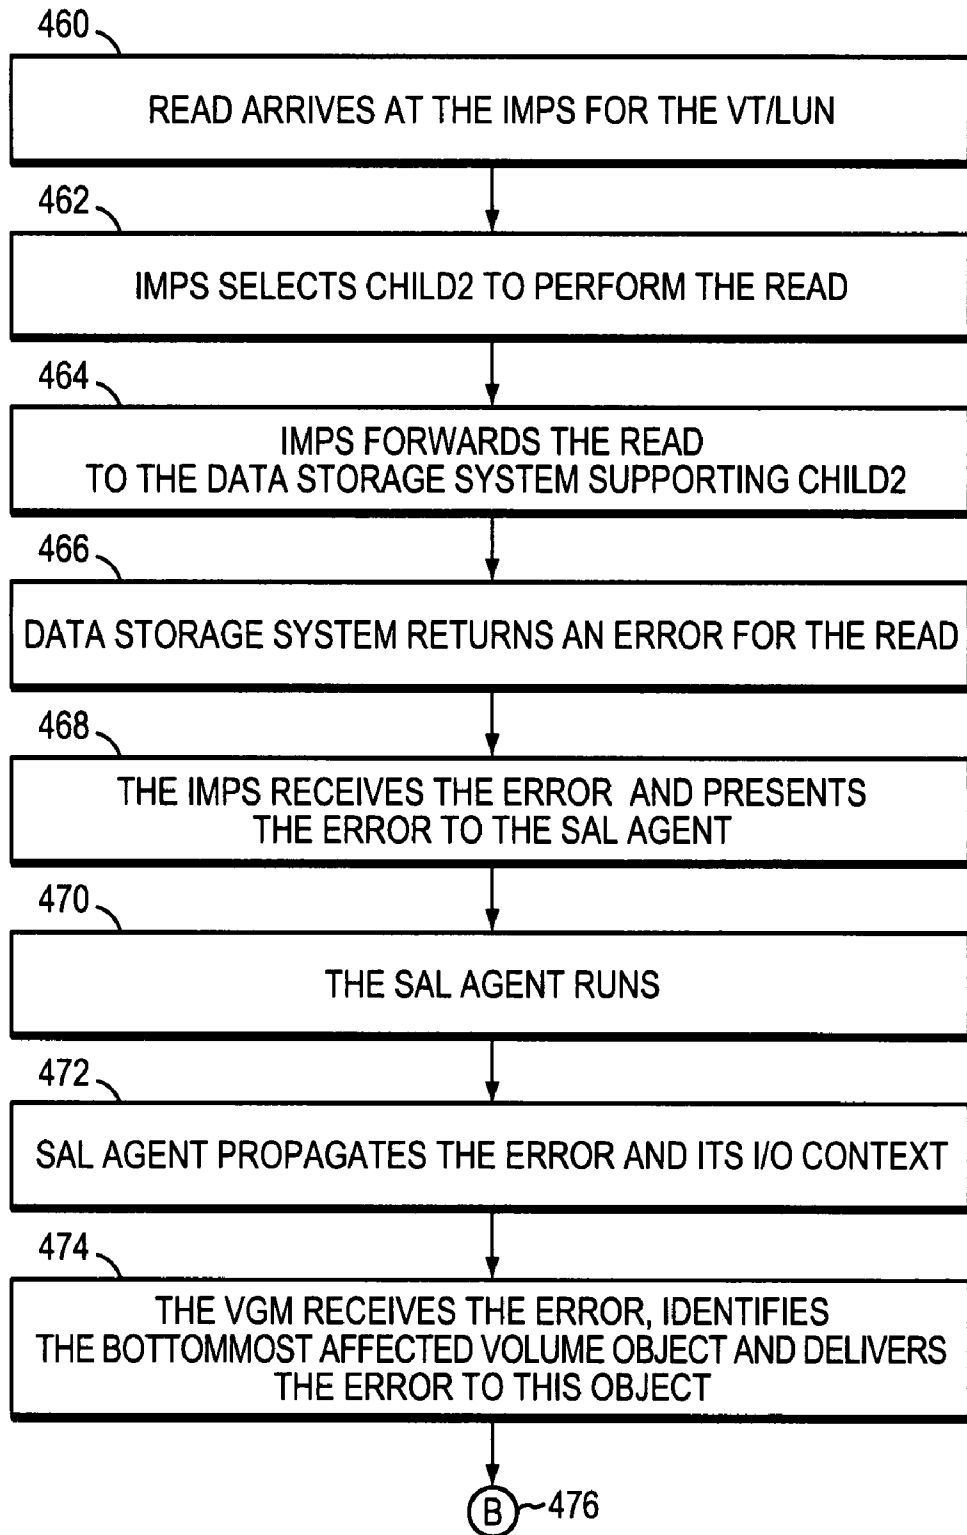 460
READ ARRIVES AT THE IMPS FOR THE VT/LUN
462
IMPS SELECTS CHILD2 TO PERFORM THE READ
464
IMPS FORWARDS THE READ
TO THE DATA STORAGE SYSTEM SUPPORTING CHILD2
466
DATA STORAGE SYSTEM RETURNS AN ERROR FOR THE READ
468
THE IMPS RECEIVES THE ERROR AND PRESENTS
THE ERROR TO THE SAL AGENT
470
THE SAL AGENT RUNS
472
SAL AGENT PROPAGATES THE ERROR AND ITS I/O CONTEXT
474
THE VGM RECEIVES THE ERROR, IDENTIFIES
THE BOTTOMMOST AFFECTED VOLUME OBJECT AND DELIVERS
THE ERROR TO THIS OBJECT
B 476